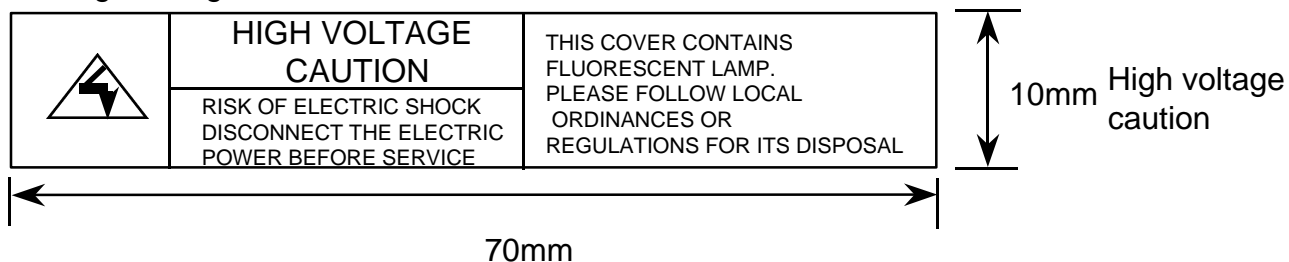 HIGH VOLTAGE
CAUTION
RISK OF ELECTRIC SHOCK
DISCONNECT THE ELECTRIC
POWER BEFORE SERVICE
THIS COVER CONTAINS
FLUORESCENT LAMP.
PLEASE FOLLOW LOCAL
ORDINANCES OR
REGULATIONS FOR ITS DISPOSAL
10mm
High voltage
caution
70mm